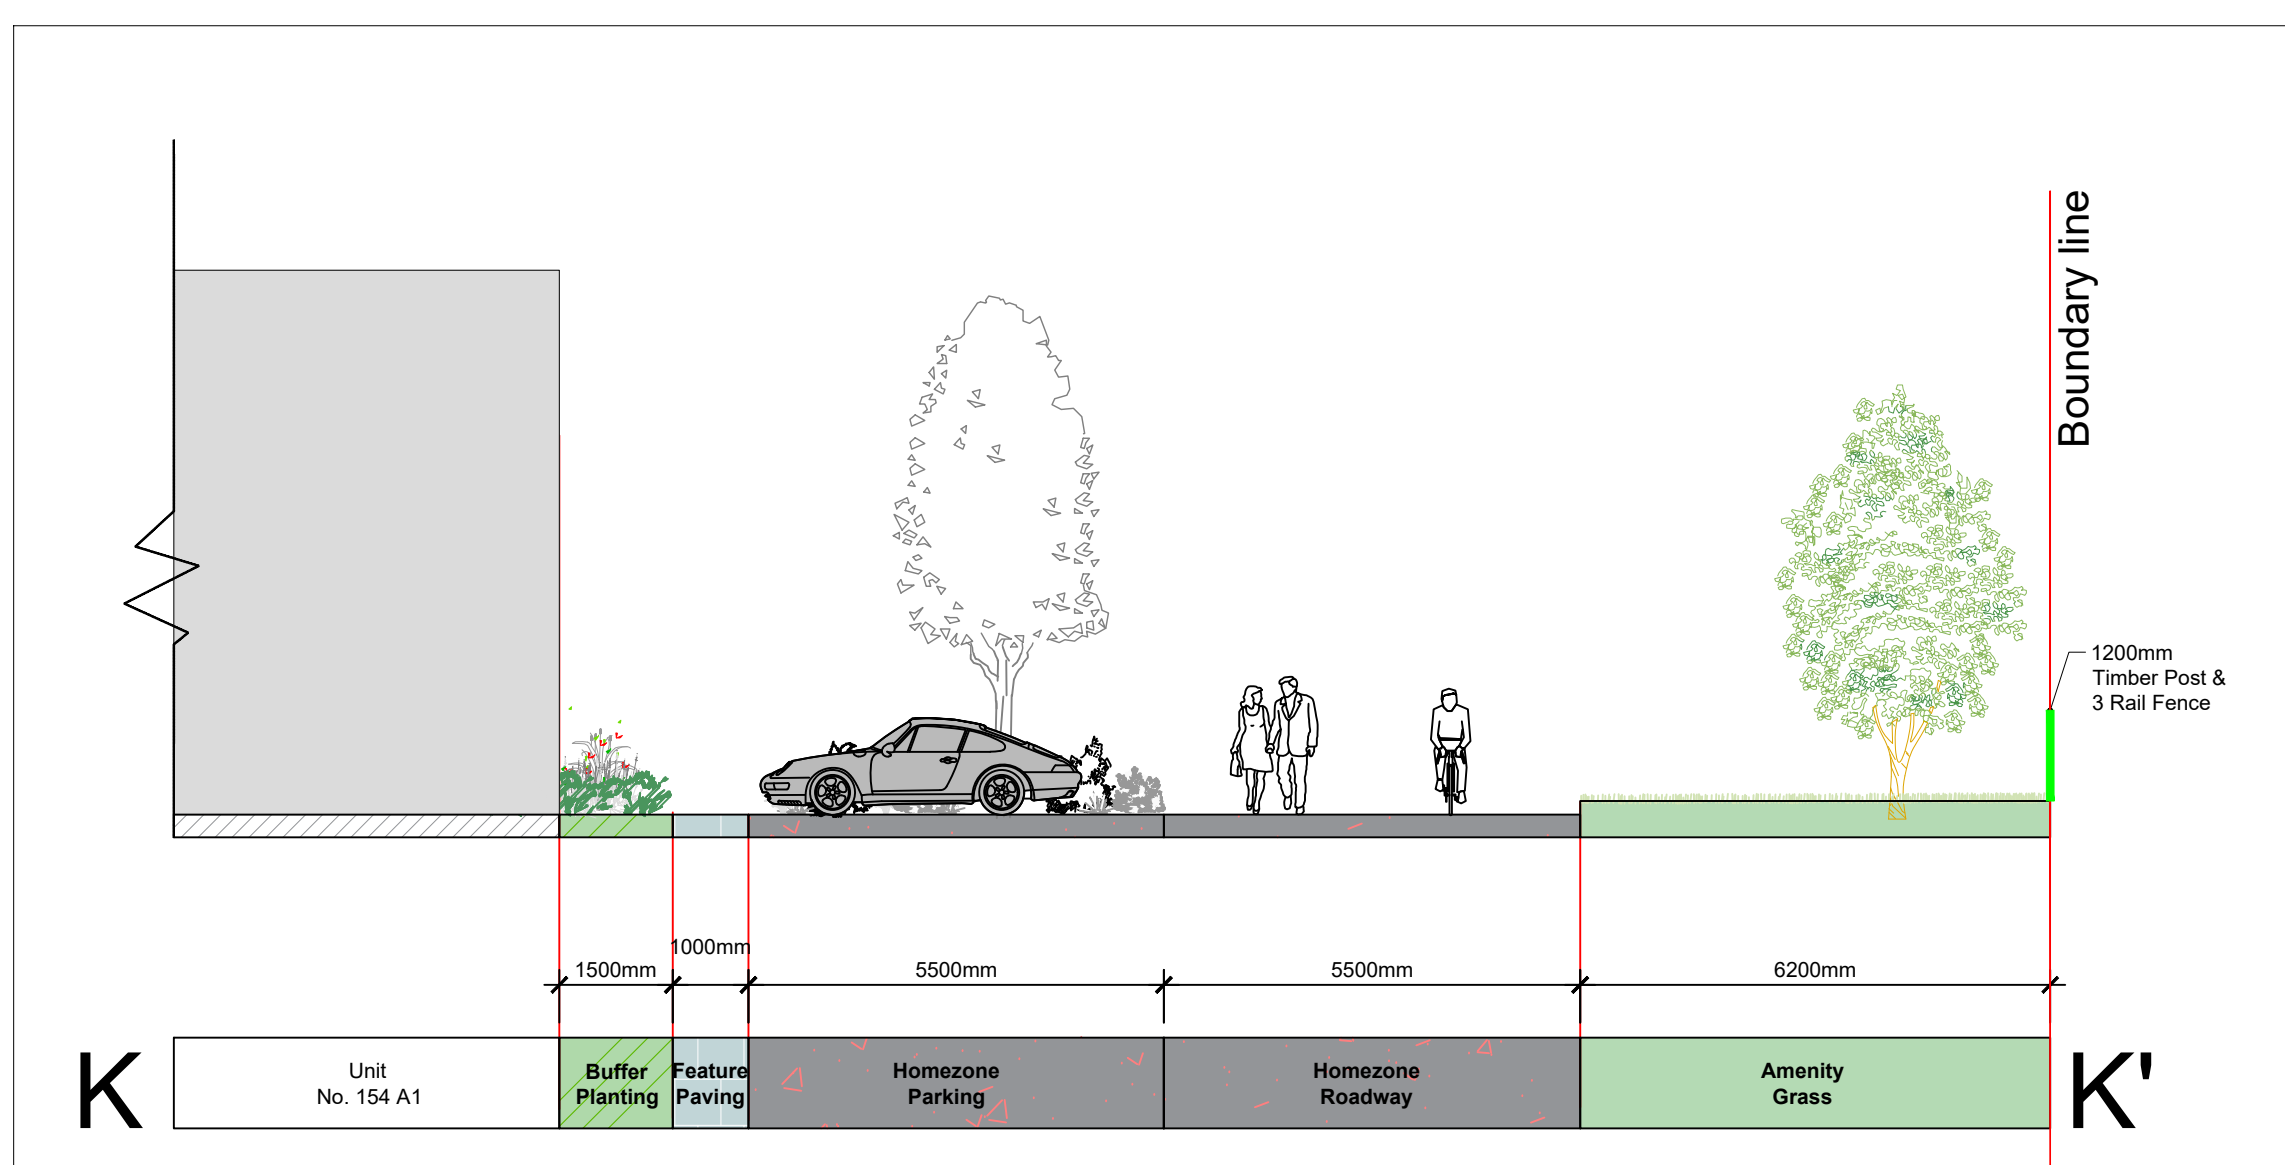 Boundary line
1200mm
Timber Post &
3 Rail Fence
1500mm
1000mm
5500mm
5500mm
6200mm
K
Unit
No. 154 A1
Buffer
Planting
Feature
Paving
Homezone
Parking
Homezone
Roadway
Amenity
Grass
K'